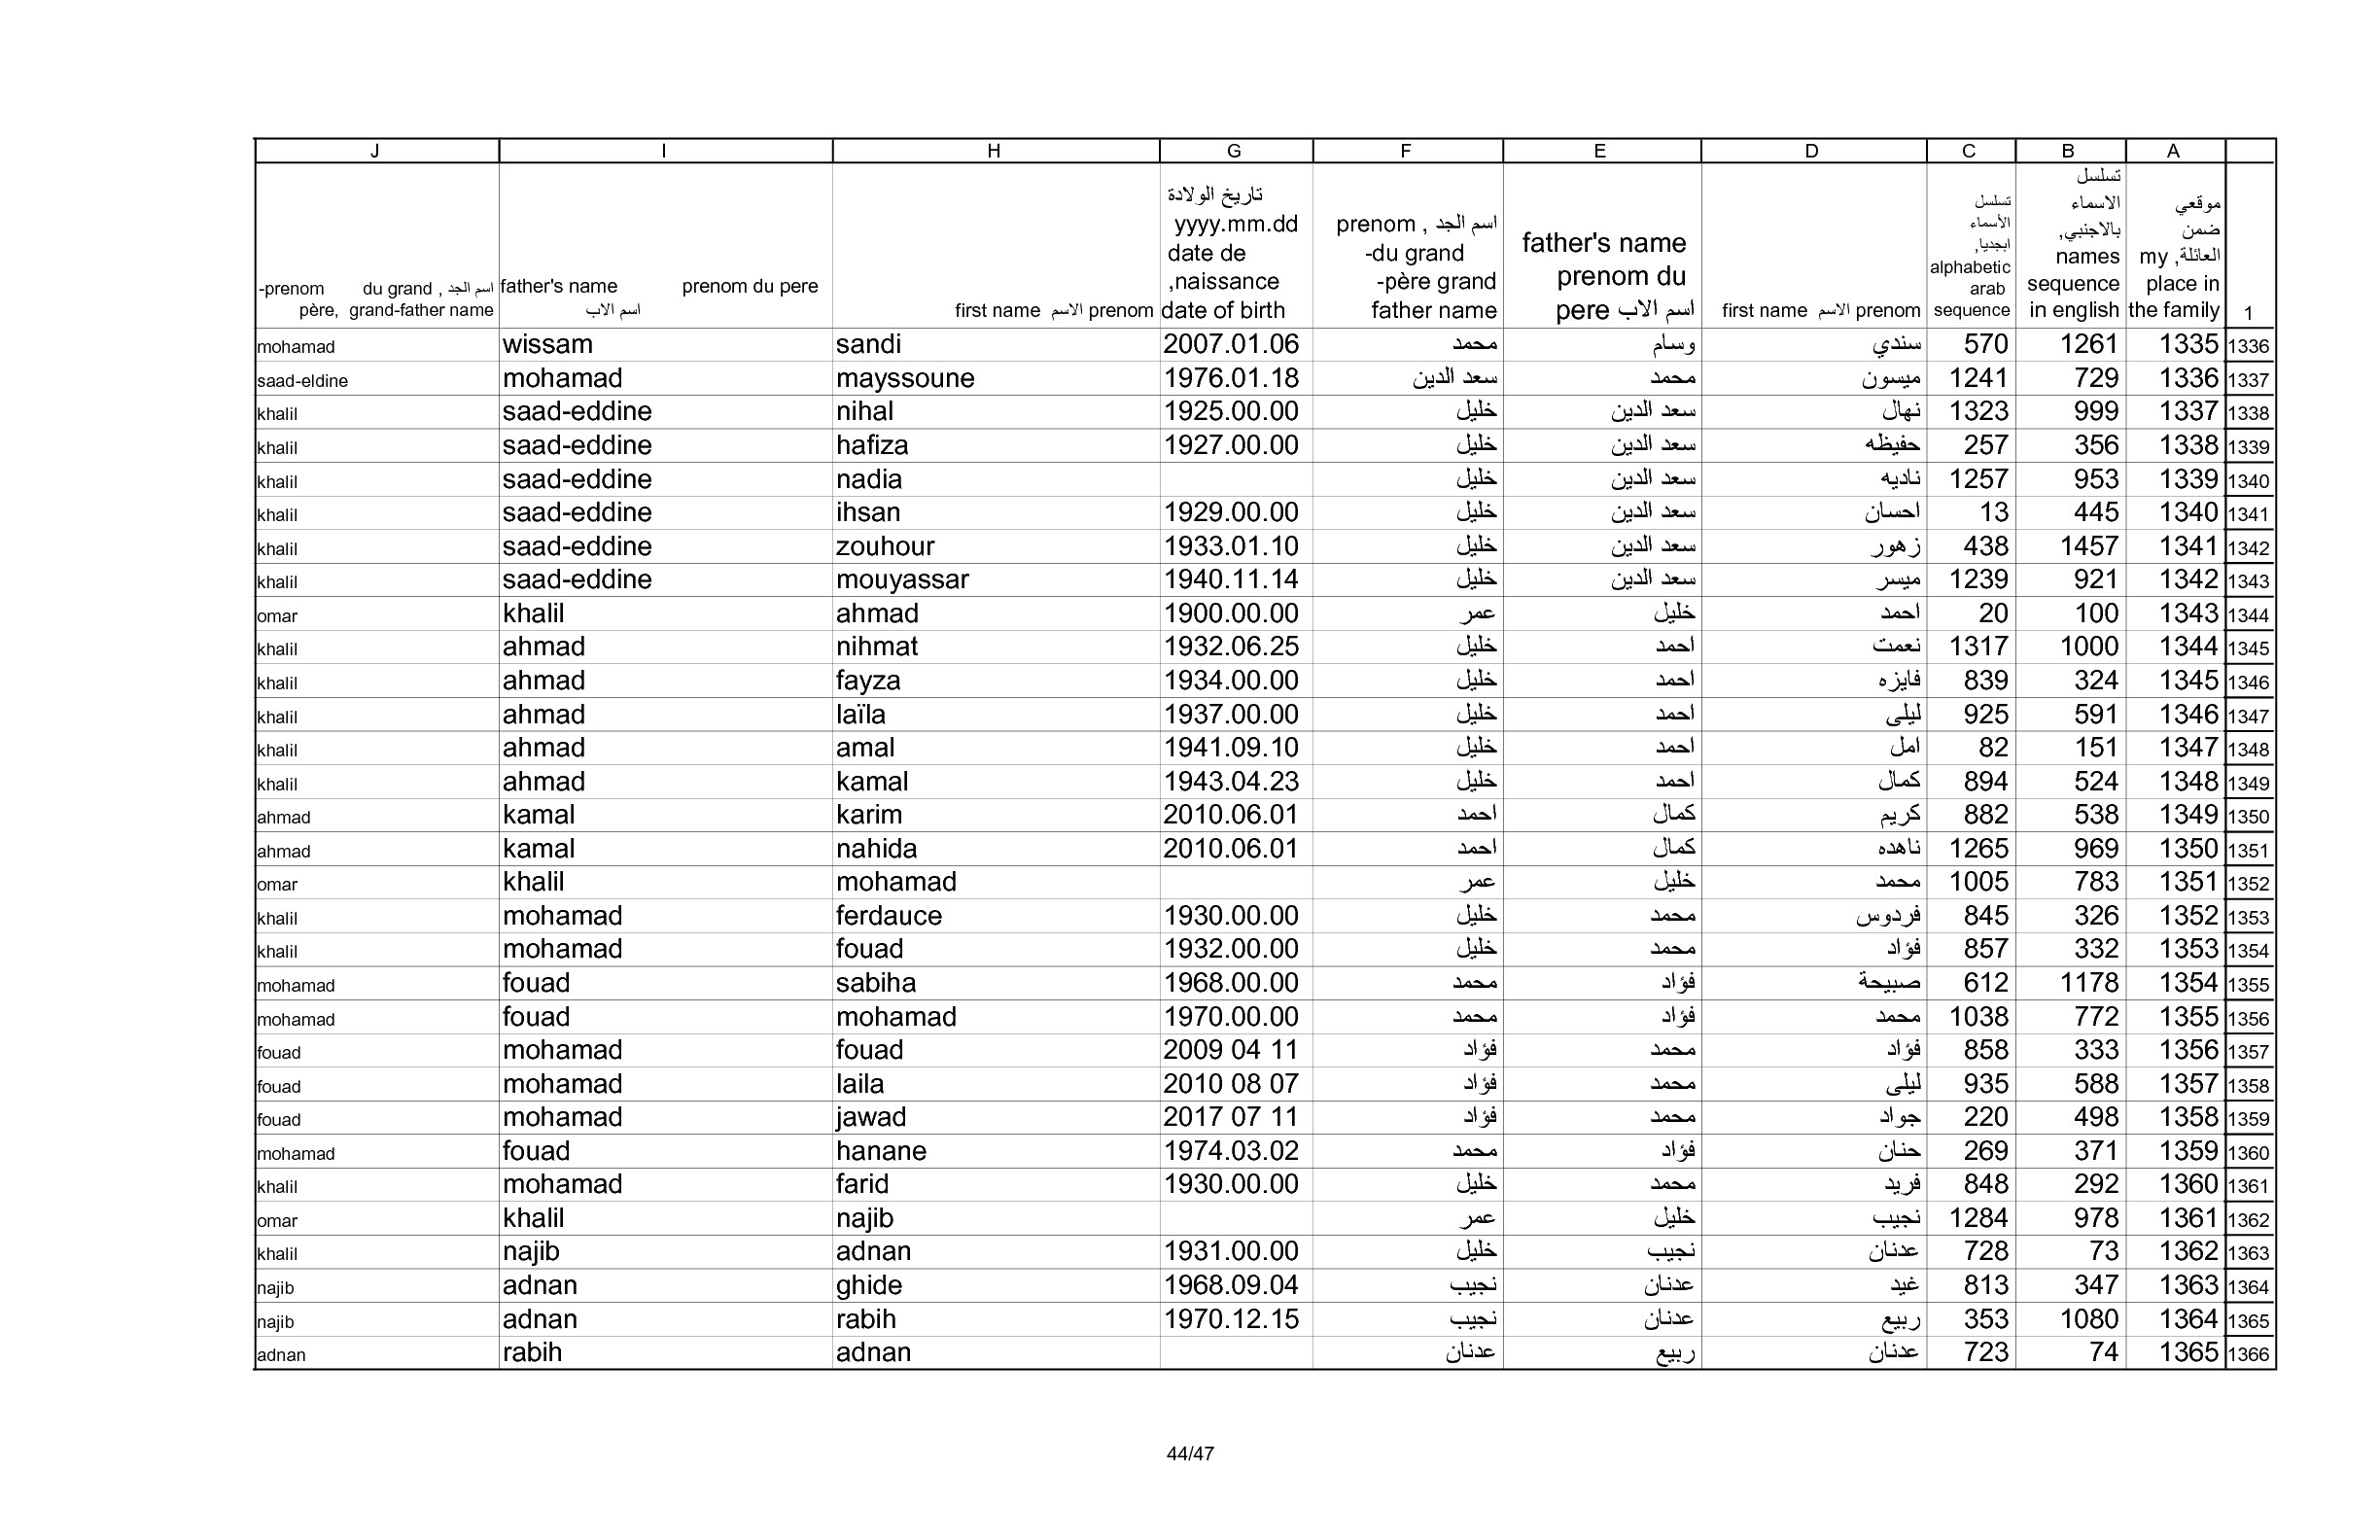 J I H G F E D C B A
-prenom du grand , اسم الجد père, grand-father name father's name prenom du pere اسم الاب first name الاسم prenom تاريخ الولادة yyyy.mm.dd date de ,naissance date of birth prenom , اسم الجد -du grand -père grand father name father's name prenom du pere اسم الاب first name الاسم prenom تسلسل الأسماء ابجديا, alphabetic arab sequence تسلسل الاسماء بالاجنبي, names sequence in english موقعي ضمن العائلة, my place in the family 1
mohamad wissam sandi 2007.01.06 محمد وسام سندي 570 1261 1335 1336
saad-eldine mohamad mayssoune 1976.01.18 سعد الدين محمد ميسون 1241 729 1336 1337
khalil saad-eddine nihal 1925.00.00 خليل سعد الدين نهال 1323 999 1337 1338
khalil saad-eddine hafiza 1927.00.00 خليل سعد الدين حفيظه 257 356 1338 1339
khalil saad-eddine nadia خليل سعد الدين ناديه 1257 953 1339 1340
khalil saad-eddine ihsan 1929.00.00 خليل سعد الدين احسان 13 445 1340 1341
khalil saad-eddine zouhour 1933.01.10 خليل سعد الدين زهور 438 1457 1341 1342
khalil saad-eddine mouyassar 1940.11.14 خليل سعد الدين ميسر 1239 921 1342 1343
omar khalil ahmad 1900.00.00 عمر خليل احمد 20 100 1343 1344
khalil ahmad nihmat 1932.06.25 خليل احمد نعمت 1317 1000 1344 1345
khalil ahmad fayza 1934.00.00 خليل احمد فايزه 839 324 1345 1346
khalil ahmad laïla 1937.00.00 خليل احمد ليلى 925 591 1346 1347
khalil ahmad amal 1941.09.10 خليل احمد امل 82 151 1347 1348
khalil ahmad kamal 1943.04.23 خليل احمد كمال 894 524 1348 1349
ahmad kamal karim 2010.06.01 احمد كمال كريم 882 538 1349 1350
ahmad kamal nahida 2010.06.01 احمد كمال ناهده 1265 969 1350 1351
omar khalil mohamad عمر خليل محمد 1005 783 1351 1352
khalil mohamad ferdauce 1930.00.00 خليل محمد فردوس 845 326 1352 1353
khalil mohamad fouad 1932.00.00 خليل محمد فؤاد 857 332 1353 1354
mohamad fouad sabiha 1968.00.00 محمد فؤاد صبيحة 612 1178 1354 1355
mohamad fouad mohamad 1970.00.00 محمد فؤاد محمد 1038 772 1355 1356
fouad mohamad fouad 2009 04 11 فؤاد محمد فؤاد 858 333 1356 1357
fouad mohamad laila 2010 08 07 فؤاد محمد ليلى 935 588 1357 1358
fouad mohamad jawad 2017 07 11 فؤاد محمد جواد 220 498 1358 1359
mohamad fouad hanane 1974.03.02 محمد فؤاد حنان 269 371 1359 1360
khalil mohamad farid 1930.00.00 خليل محمد فريد 848 292 1360 1361
omar khalil najib عمر خليل نجيب 1284 978 1361 1362
khalil najib adnan 1931.00.00 خليل نجيب عدنان 728 73 1362 1363
najib adnan ghide 1968.09.04 نجيب عدنان غيد 813 347 1363 1364
najib adnan rabih 1970.12.15 نجيب عدنان ربيع 353 1080 1364 1365
adnan rabih adnan عدنان ربيع عدنان 723 74 1365 1366
44/47